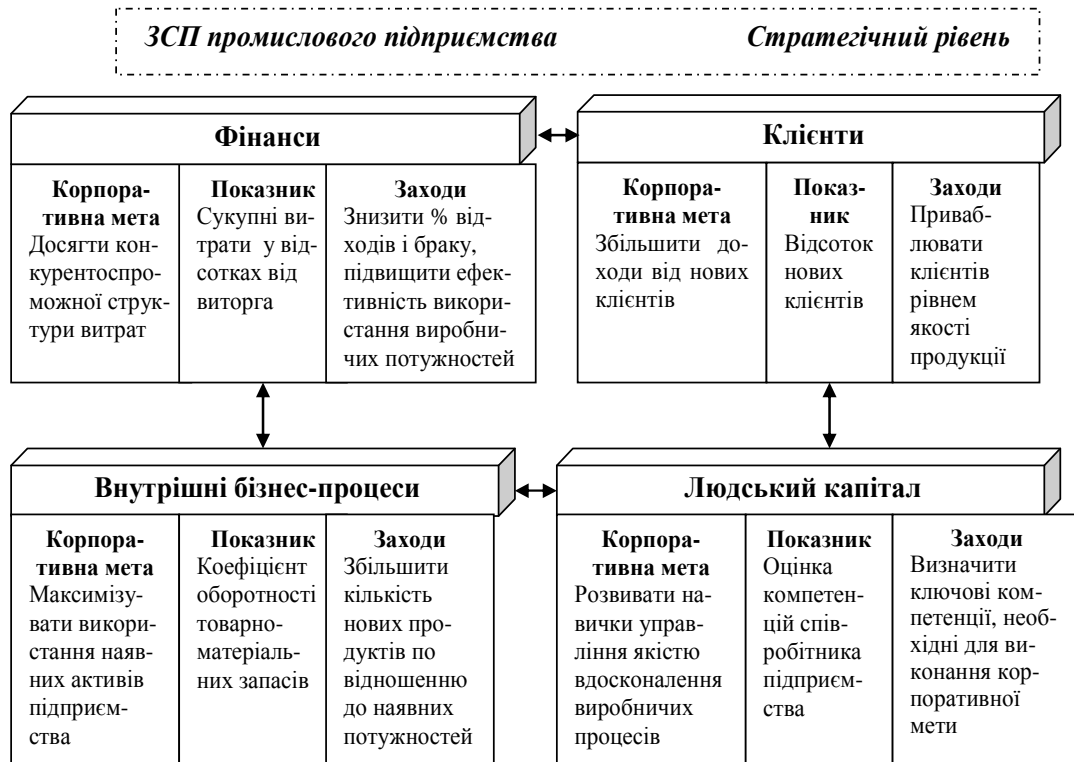 ЗСП промислового підприємства Стратегічний рівень
Фінанси
Корпора-
тивна мета
Досягти кон-
курентоспро-
можної струк-
тури витрат
Показник
Сукупні ви-
трати у від-
сотках від
виторга
Заходи
Знизити % від-
ходів і браку,
підвищити ефек-
тивність викори-
стання виробни-
чих потужностей
Клієнти
Корпора-
тивна мета
Збільшити до-
ходи від нових
клієнтів
Показ-
ник
Відсоток
нових
клієнтів
Заходи
Приваб-
лювати
клієнтів
рівнем
якості
продукції
Внутрішні бізнес-процеси
Корпора-
тивна мета
Максимізу-
вати викори-
стання наяв-
них активів
підприєм-
ства
Показник
Коефіцієнт
оборотності
товарно-
матеріаль-
них запасів
Заходи
Збільшити
кількість
нових про-
дуктів по
відношенню
до наявних
потужностей
Людський капітал
Корпора-
тивна мета
Розвивати на-
вички управ-
ління якістю
вдосконалення
виробничих
процесів
Показник
Оцінка
компетен-
цій спів-
робітника
підприєм-
ства
Заходи
Визначити
ключові ком-
петенції, необ-
хідні для ви-
конання кор-
поративної
мети